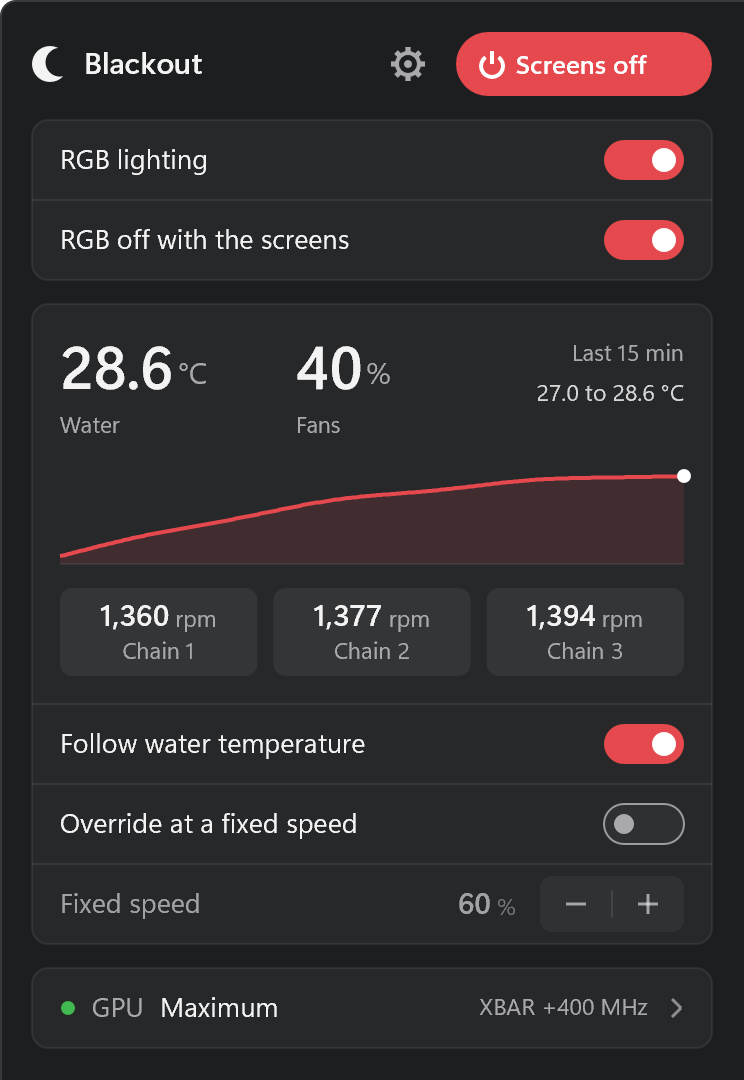 Blackout
Screens off
RGB lighting
RGB off with the screens
28.6 °C
Water
40 %
Fans
Last 15 min
27.0 to 28.6 °C
1,360 rpm
Chain 1
1,377 rpm
Chain 2
1,394 rpm
Chain 3
Follow water temperature
Override at a fixed speed
Fixed speed 60 %
GPU Maximum XBAR +400 MHz